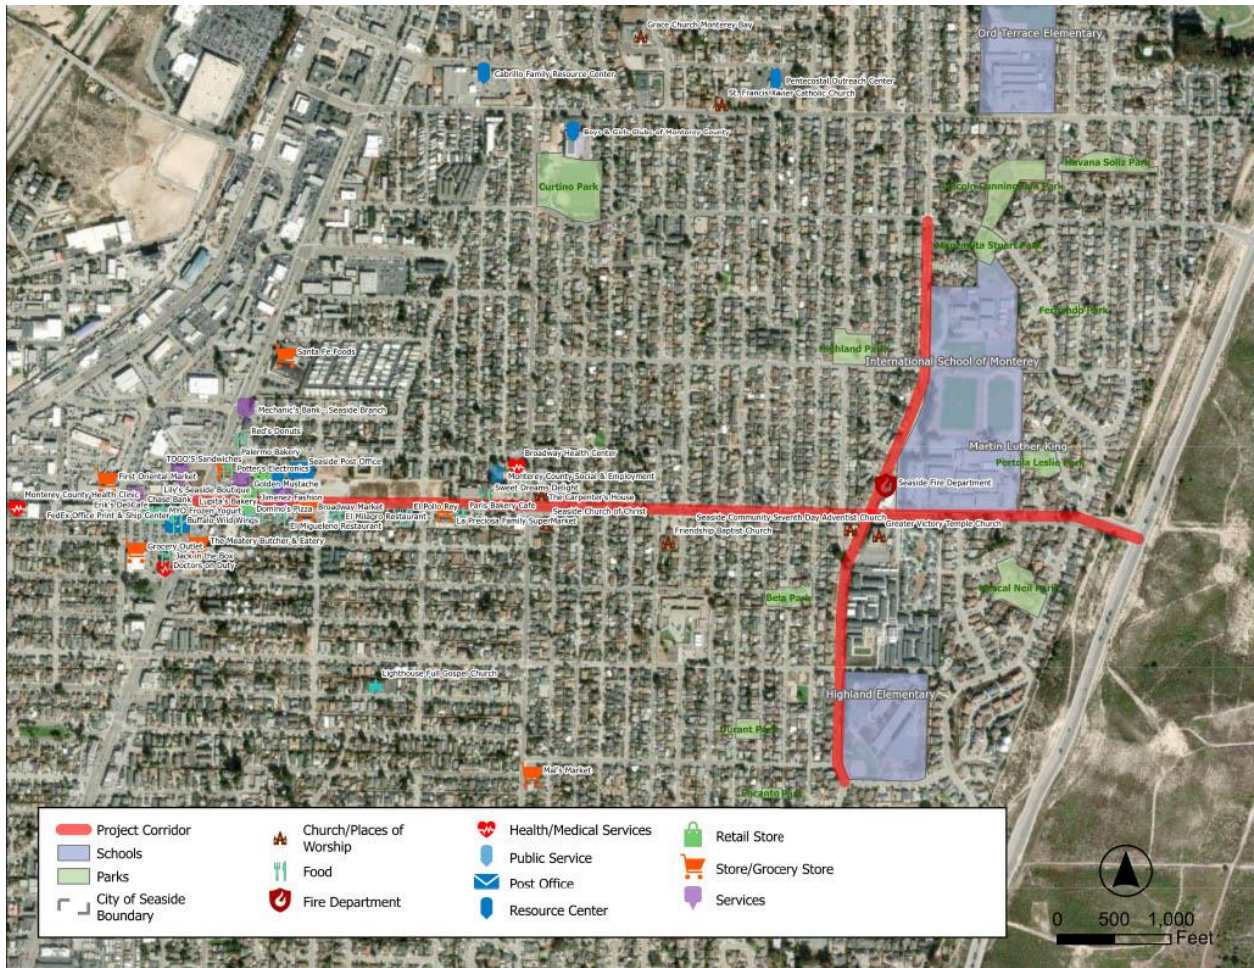 Grace Church Monterey Bay
Ord Terrace Elementary
Cabrillo Family Resource Center
Pentecostal Outreach Center
St. Francis Xavier Catholic Church
Boys & Girls Clubs of Monterey County
Havana Soliz Park
Lincoln Cunningham Park
Curtino Park
Margarita Stuart Park
Fernando Park
Highland Park
Santa Fe Foods
International School of Monterey
Mechanic's Bank - Seaside Branch
Red's Donuts
Martin Luther King
Palermo Bakery
Broadway Health Center
TOGO'S Sandwiches
Seaside Post Office
Portola Leslie Park
Potter's Electronics
First Oriental Market
Monterey County Social & Employment
Golden Mustache
Sweet Dreams Delight
Seaside Fire Department
Lily's Seaside Boutique
Monterey County Health Clinic
Chase Bank
Lupita's Bakery
Jimenez Fashion
The Carpenter's House
Erik's DeliCafe
Domino's Pizza
Broadway Market
El Pollo Rey
Paris Bakery Cafe
Seaside Church of Christ
FedEx Office Print & Ship Center
MYO Frozen Yogurt
El Milagro Restaurant
Seaside Community Seventh Day Adventist Church
Buffalo Wild Wings
El Migueleno Restaurant
La Preciosa Family SuperMarket
Greater Victory Temple Church
Friendship Baptist Church
Grocery Outlet
The Meatery Butcher & Eatery
Jack in the Box
Doctors on Duty
Mescal Neil Park
Beta Park
Lighthouse Full Gospel Church
Highland Elementary
Durant Park
Mal's Market
Encanto Park
Project Corridor
Schools
Parks
City of Seaside
Boundary
Church/Places of
Worship
Food
Fire Department
Health/Medical Services
Public Service
Post Office
Resource Center
Retail Store
Store/Grocery Store
Services
0 500 1,000
Feet